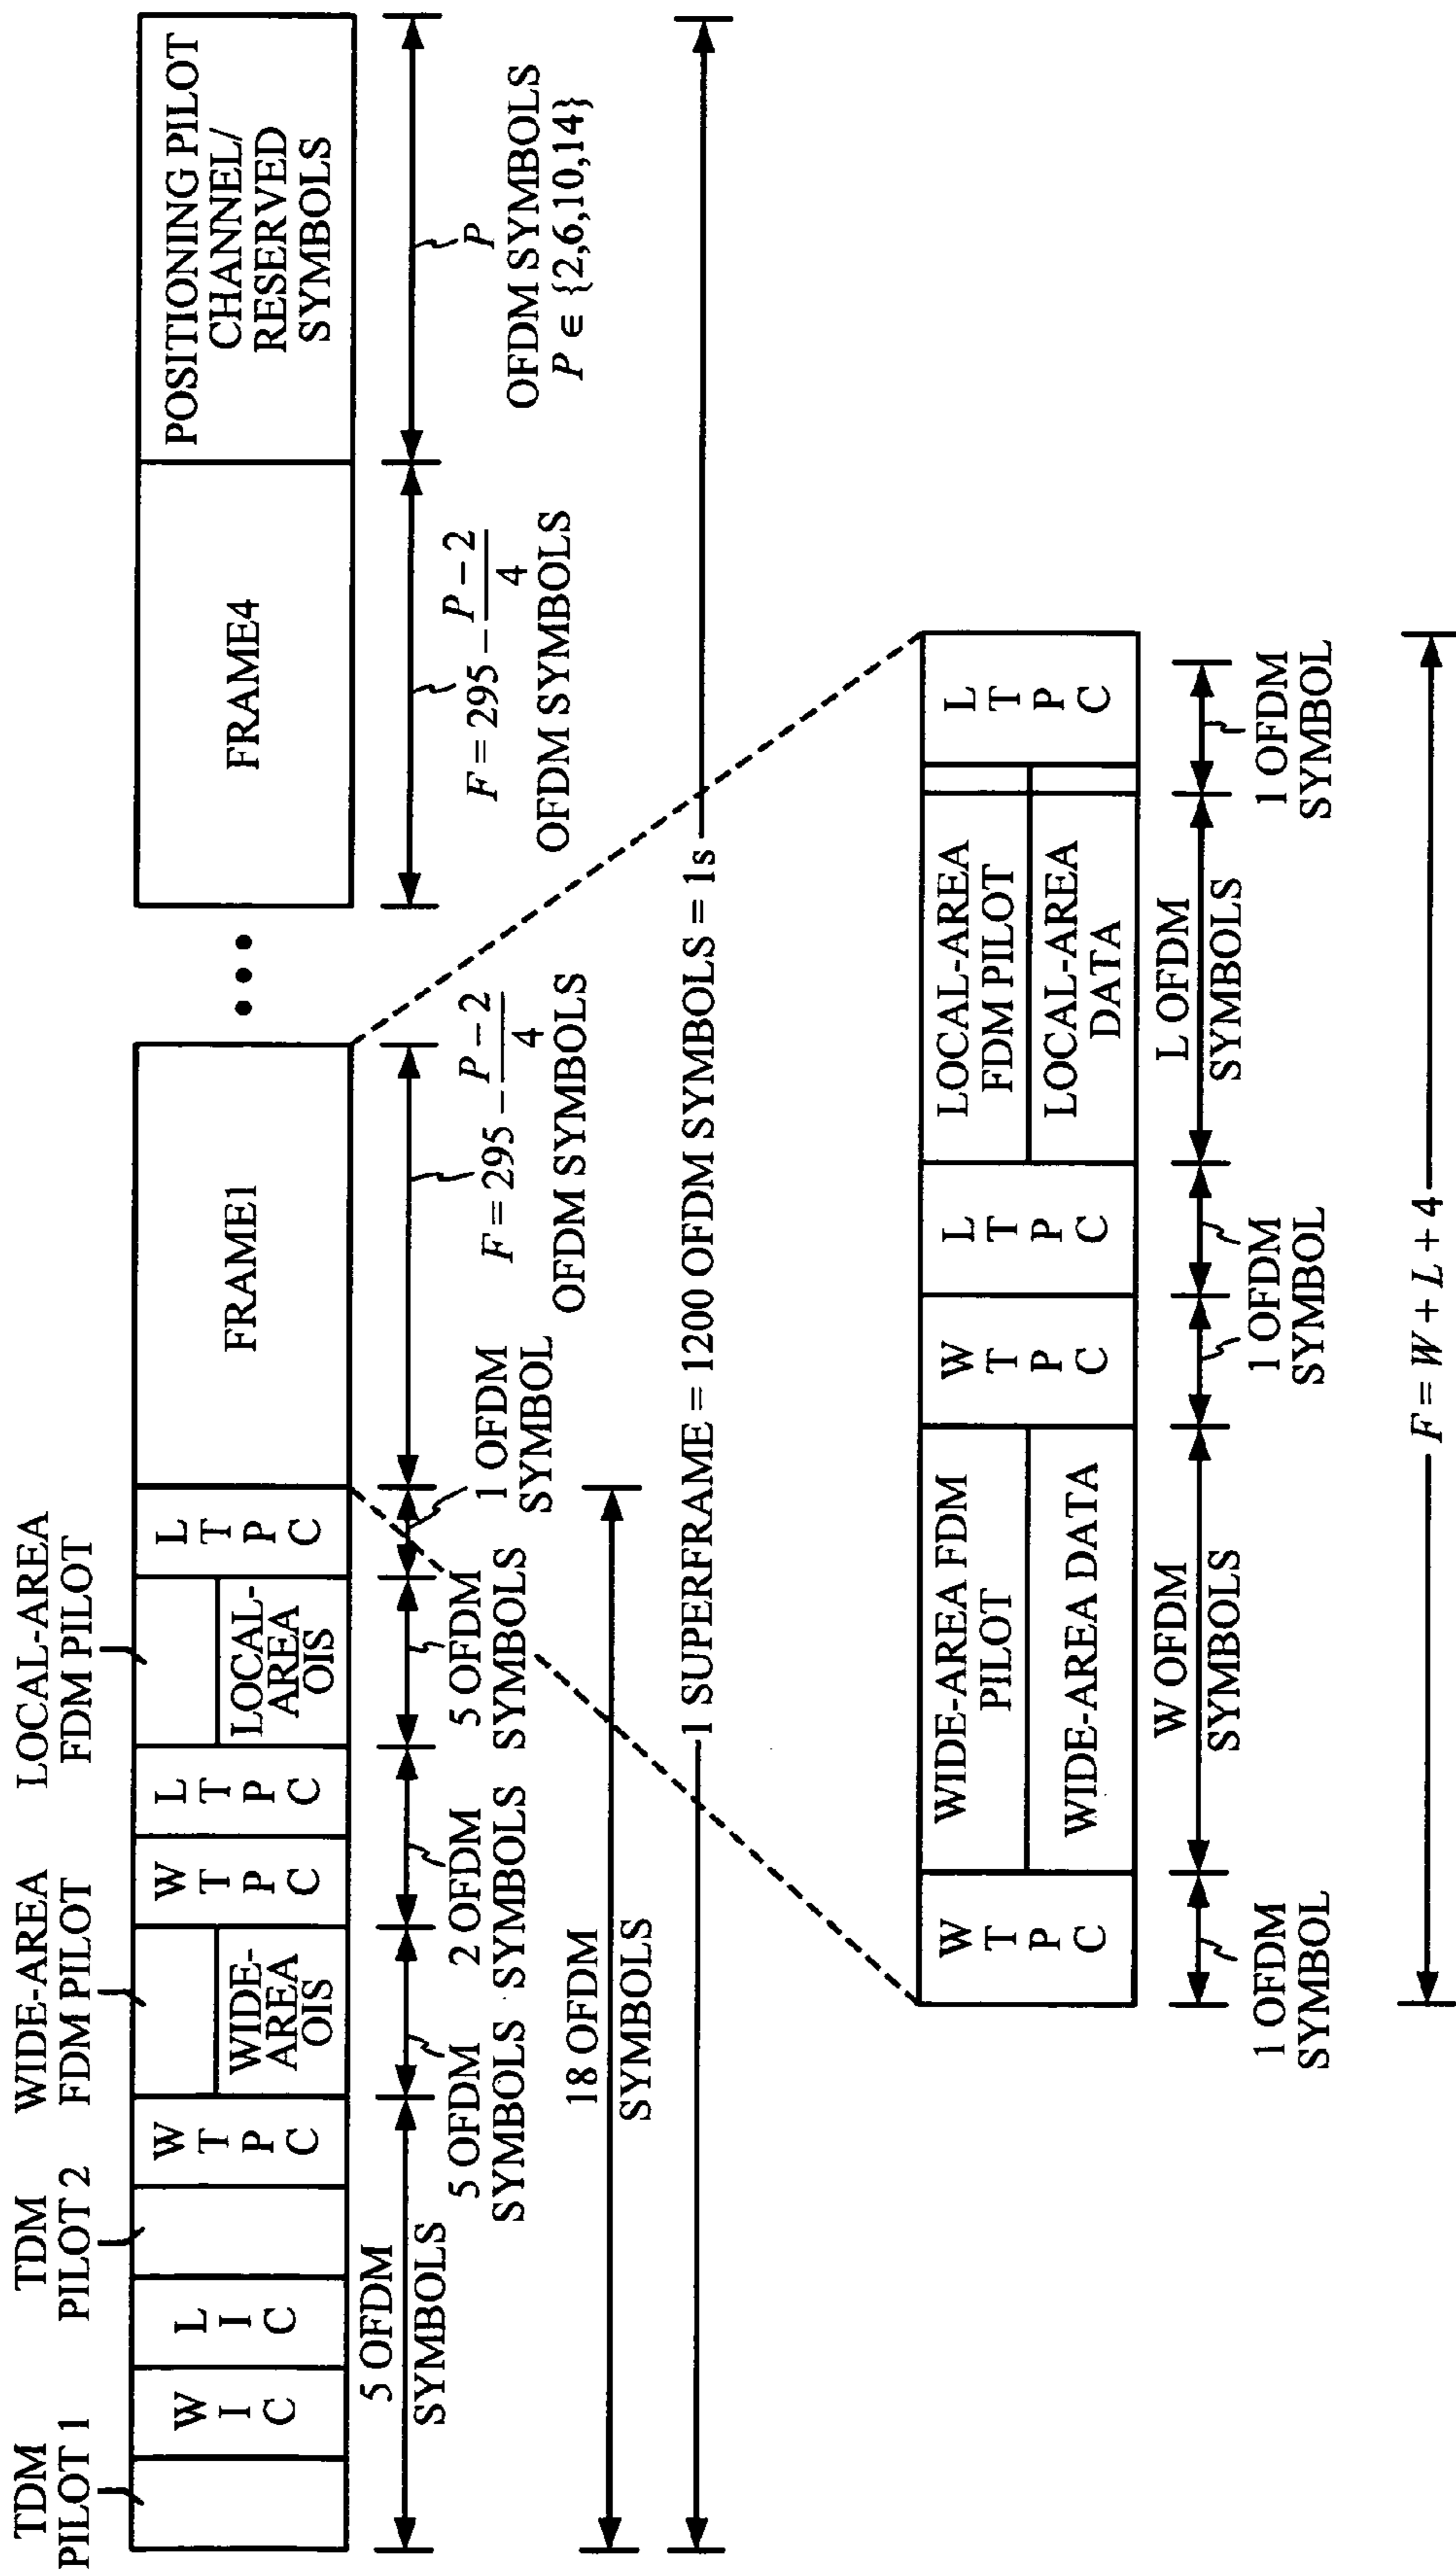 TDM
PILOT 1
TDM
PILOT 2
WIDE-AREA
FDM PILOT
LOCAL-AREA
FDM PILOT
W
I
C
L
I
C
W
T
P
C
WIDE-
AREA
OIS
W
T
P
C
L
T
P
C
LOCAL-
AREA
OIS
L
T
P
C
FRAME1
FRAME4
POSITIONING PILOT
CHANNEL/
RESERVED
SYMBOLS
5 OFDM
SYMBOLS
5 OFDM
SYMBOLS
2 OFDM
SYMBOLS
5 OFDM
SYMBOLS
1 OFDM
SYMBOL
F = 295 - P - 2
4
OFDM SYMBOLS
F = 295 - P - 2
4
OFDM SYMBOLS
P
OFDM SYMBOLS
P ∈ {2,6,10,14}
18 OFDM
SYMBOLS
1 SUPERFRAME = 1200 OFDM SYMBOLS = 1s
W
T
P
C
WIDE-AREA FDM
PILOT
WIDE-AREA DATA
W
T
P
C
L
T
P
C
LOCAL-AREA
FDM PILOT
LOCAL-AREA
DATA
L
T
P
C
1 OFDM
SYMBOL
W OFDM
SYMBOLS
1 OFDM
SYMBOL
L OFDM
SYMBOLS
1 OFDM
SYMBOL
F = W + L + 4